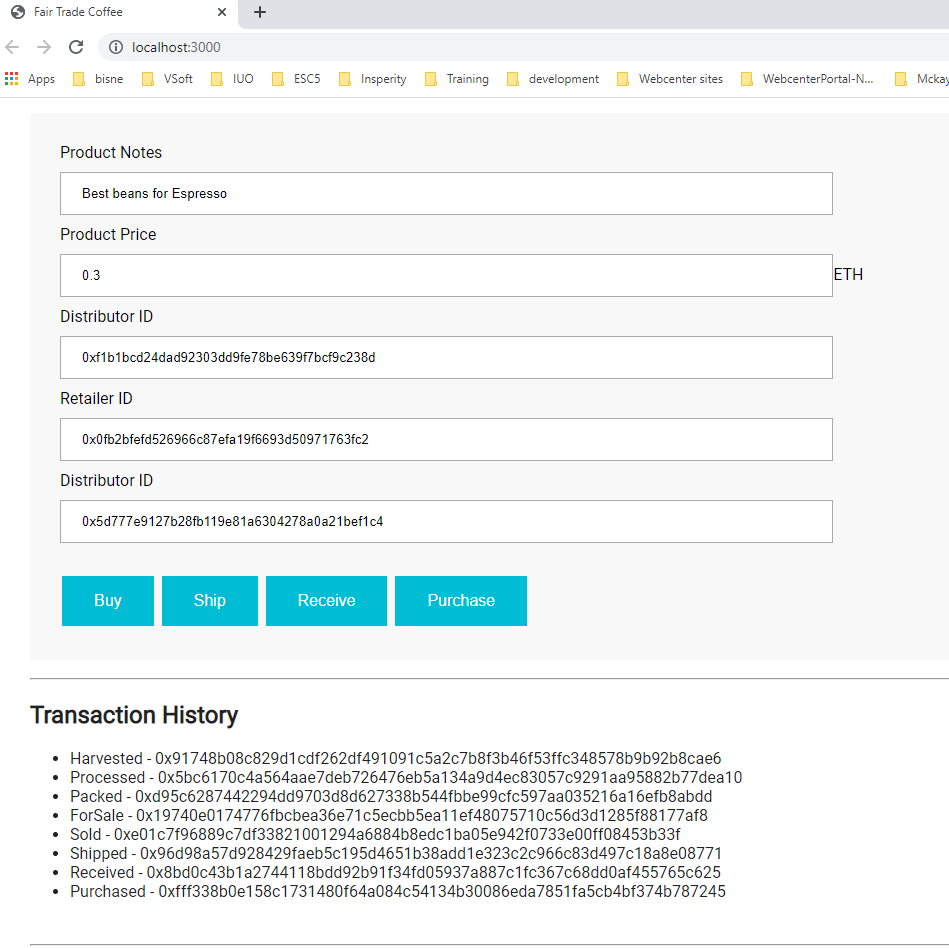 Fair Trade Coffee
localhost:3000
Apps bisne VSoft IUO ESC5 Insperity Training development Webcenter sites WebcenterPortal-N... Mckay
Product Notes
Best beans for Espresso
Product Price
0.3 ETH
Distributor ID
0xf1b1bcd24dad92303dd9fe78be639f7bcf9c238d
Retailer ID
0x0fb2bfefd526966c87efa19f6693d50971763fc2
Distributor ID
0x5d777e9127b28fb119e81a6304278a0a21bef1c4
Buy Ship Receive Purchase
Transaction History
• Harvested - 0x91748b08c829d1cdf262df491091c5a2c7b8f3b46f53ffc348578b9b92b8cae6
• Processed - 0x5bc6170c4a564aae7deb726476eb5a134a9d4ec83057c9291aa95882b77dea10
• Packed - 0xd95c6287442294dd9703d8d627338b544fbbe99cfc597aa035216a16efb8abdd
• ForSale - 0x19740e0174776fbcbea36e71c5ecbb5ea11ef48075710c56d3d1285f88177af8
• Sold - 0xe01c7f96889c7df33821001294a6884b8edc1ba05e942f0733e00ff08453b33f
• Shipped - 0x96d98a57d928429faeb5c195d4651b38add1e323c2c966c83d497c18a8e08771
• Received - 0x8bd0c43b1a2744118bdd92b91f34fd05937a887c1fc367c68dd0af455765c625
• Purchased - 0xfff338b0e158c1731480f64a084c54134b30086eda7851fa5cb4bf374b787245